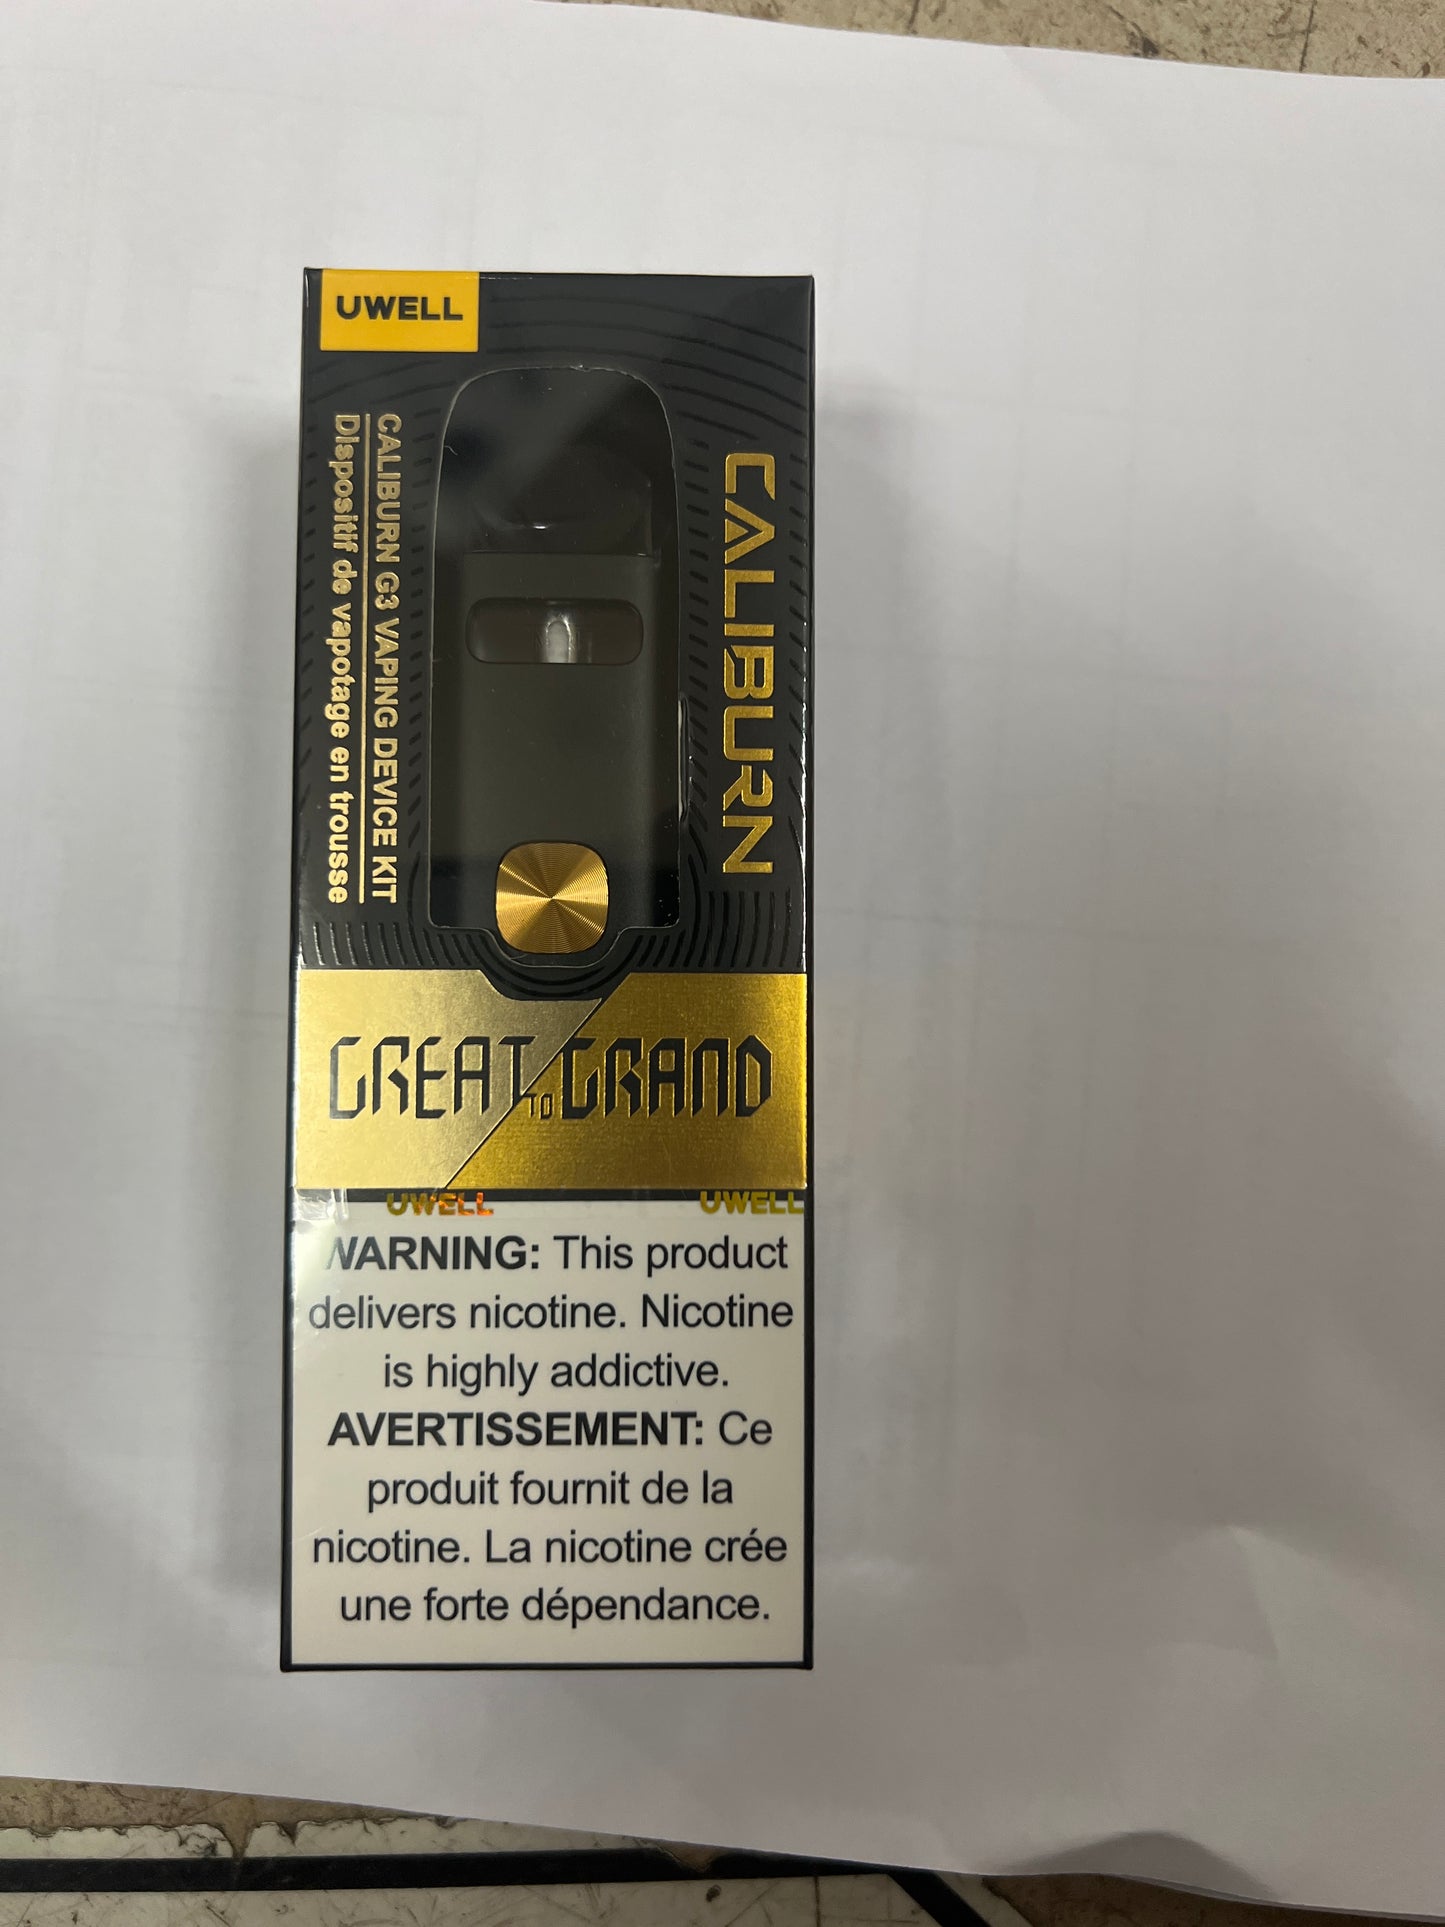 UWELL
CALIBURN G3 VAPING DEVICE KIT
Dispositif de vapotage en trousse
CALIBURN
GREAT TO GRAND
UWELL UWELL
WARNING: This product
delivers nicotine. Nicotine
is highly addictive.
AVERTISSEMENT: Ce
produit fournit de la
nicotine. La nicotine crée
une forte dépendance.